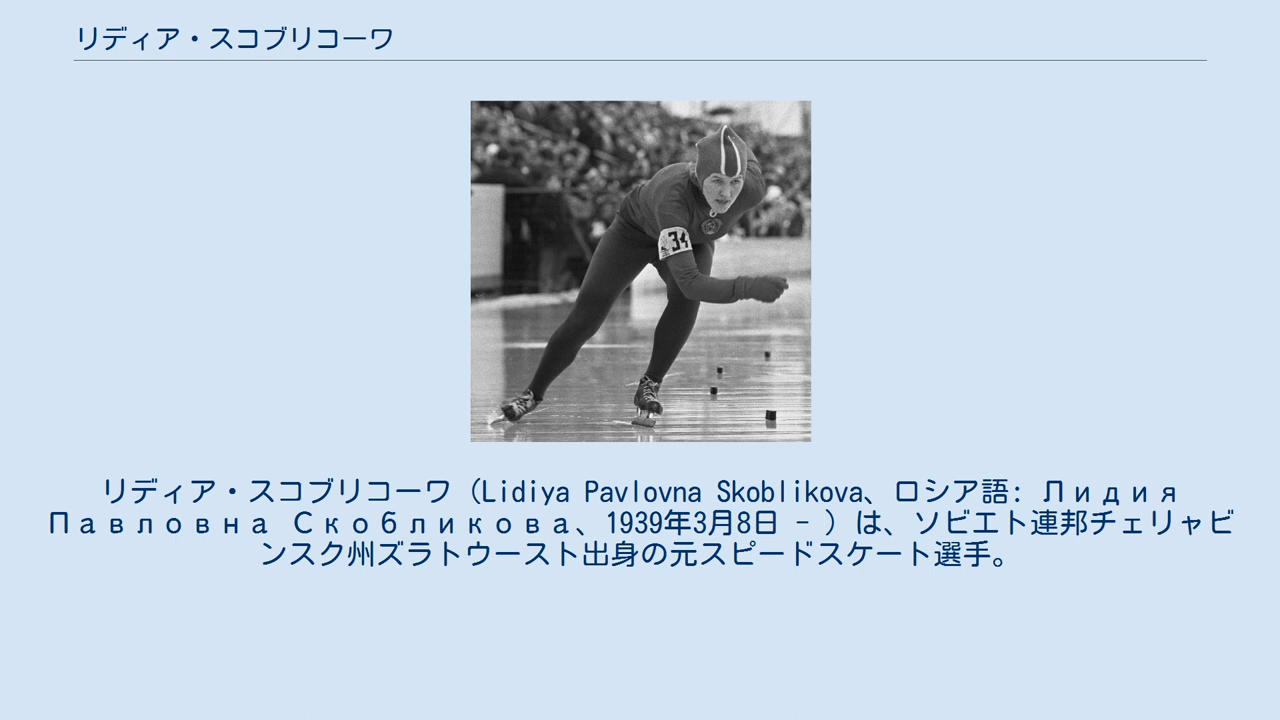 リディア・スコブリコーワ
34
リディア・スコブリコーワ（Lidiya Pavlovna Skoblikova、ロシア語: Лидия
Павловна Скобликова、1939年3月8日 - ）は、ソビエト連邦チェリャビ
ンスク州ズラトウースト出身の元スピードスケート選手。